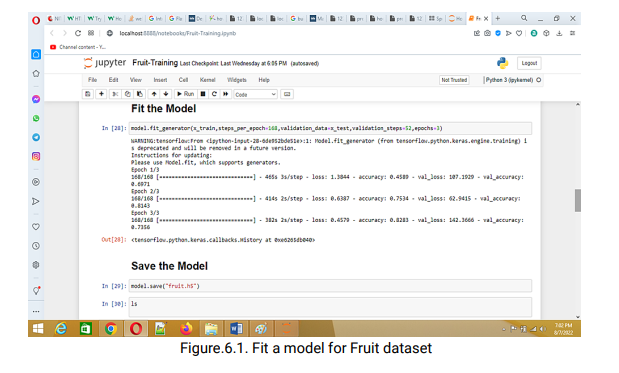 localhost:8888/notebooks/Fruit-Training.ipynb
Channel content - Y...
jupyter Fruit-Training Last Checkpoint: Last Wednesday at 6:05 PM (autosaved)
Logout
File Edit View Insert Cell Kernel Widgets Help
Not Trusted
Python 3 (ipykernel)
Run
Code
Fit the Model
In [28]: model.fit_generator(x_train,steps_per_epoch=168,validation_data=x_test,validation_steps=52,epochs=3)
WARNING:tensorflow:From <ipython-input-28-6de952bde51e>:1: Model.fit_generator (from tensorflow.python.keras.engine.training) i
s deprecated and will be removed in a future version.
Instructions for updating:
Please use Model.fit, which supports generators.
Epoch 1/3
168/168 [==============================] - 465s 3s/step - loss: 1.3844 - accuracy: 0.4589 - val_loss: 107.1929 - val_accuracy:
0.6971
Epoch 2/3
168/168 [==============================] - 414s 2s/step - loss: 0.6387 - accuracy: 0.7534 - val_loss: 62.9415 - val_accuracy:
0.8143
Epoch 3/3
168/168 [==============================] - 382s 2s/step - loss: 0.4579 - accuracy: 0.8283 - val_loss: 142.3666 - val_accuracy:
0.7356
Out[28]: <tensorflow.python.keras.callbacks.History at 0xe6265db040>
Save the Model
In [29]: model.save("fruit.h5")
In [30]: ls
7:02 PM
6/7/2022
Figure.6.1. Fit a model for Fruit dataset